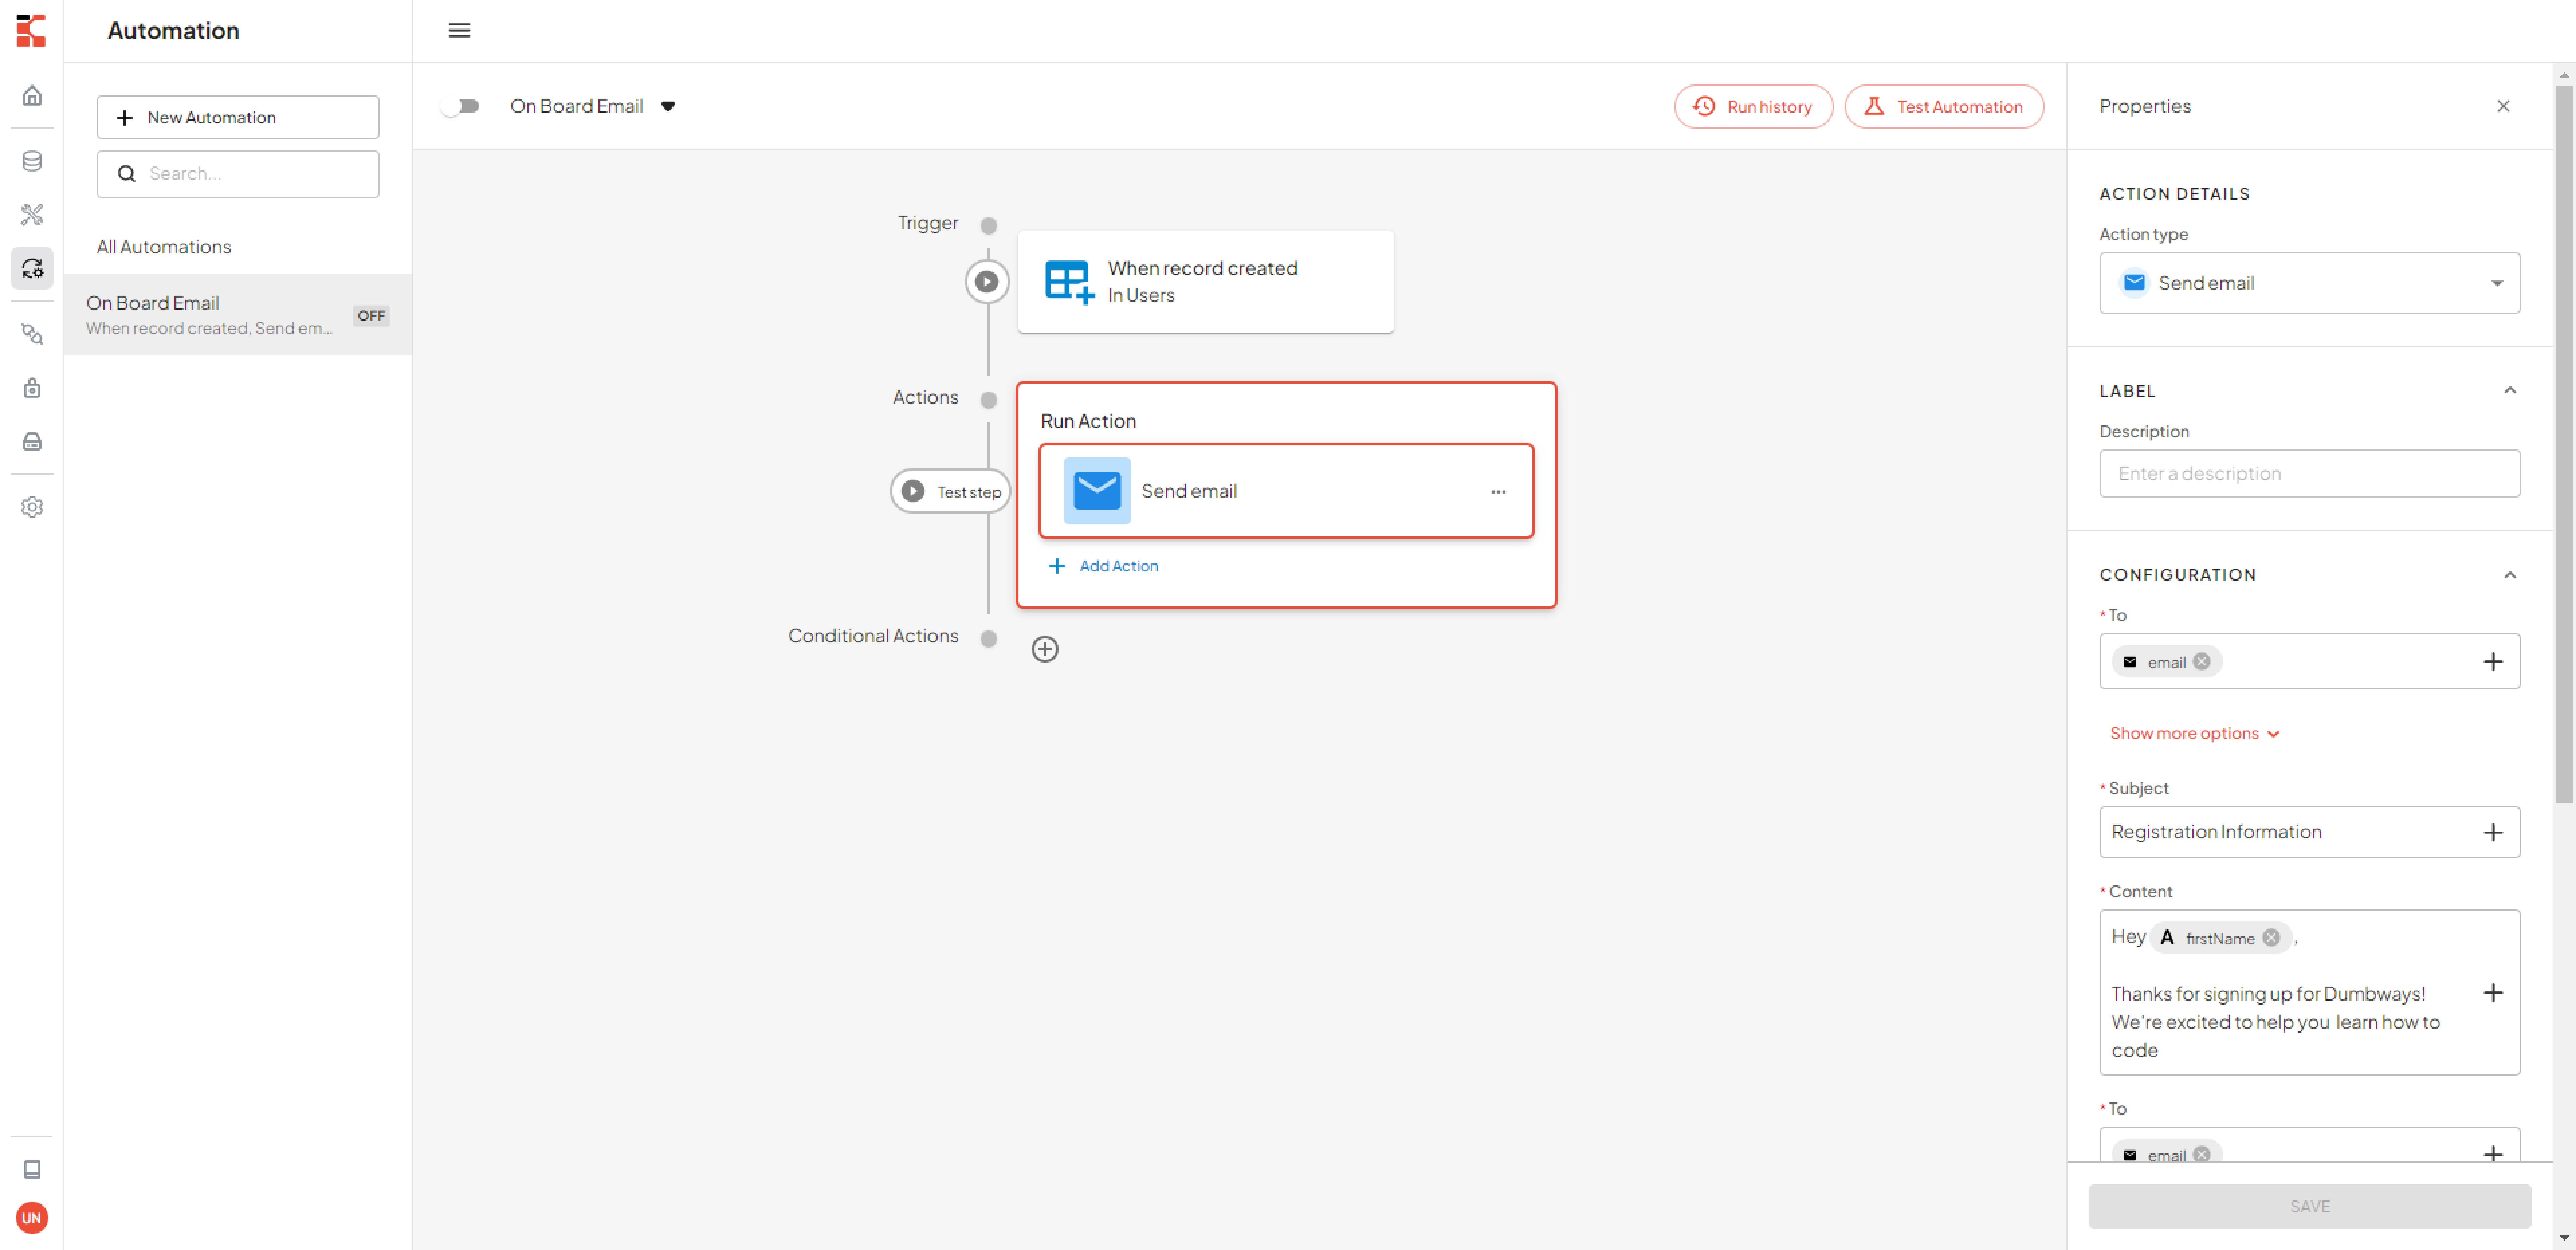 Automation
New Automation
Search...
All Automations
On Board Email
When record created, Send em...
OFF
UN
On Board Email
Run history
Test Automation
Trigger
When record created
In Users
Actions
Run Action
Test step
Send email
Add Action
Conditional Actions
Properties
ACTION DETAILS
Action type
Send email
LABEL
Description
Enter a description
CONFIGURATION
* To
email
Show more options
* Subject
Registration Information
* Content
Hey A firstName ,
Thanks for signing up for Dumbways!
We're excited to help you learn how to
code
* To
email
SAVE